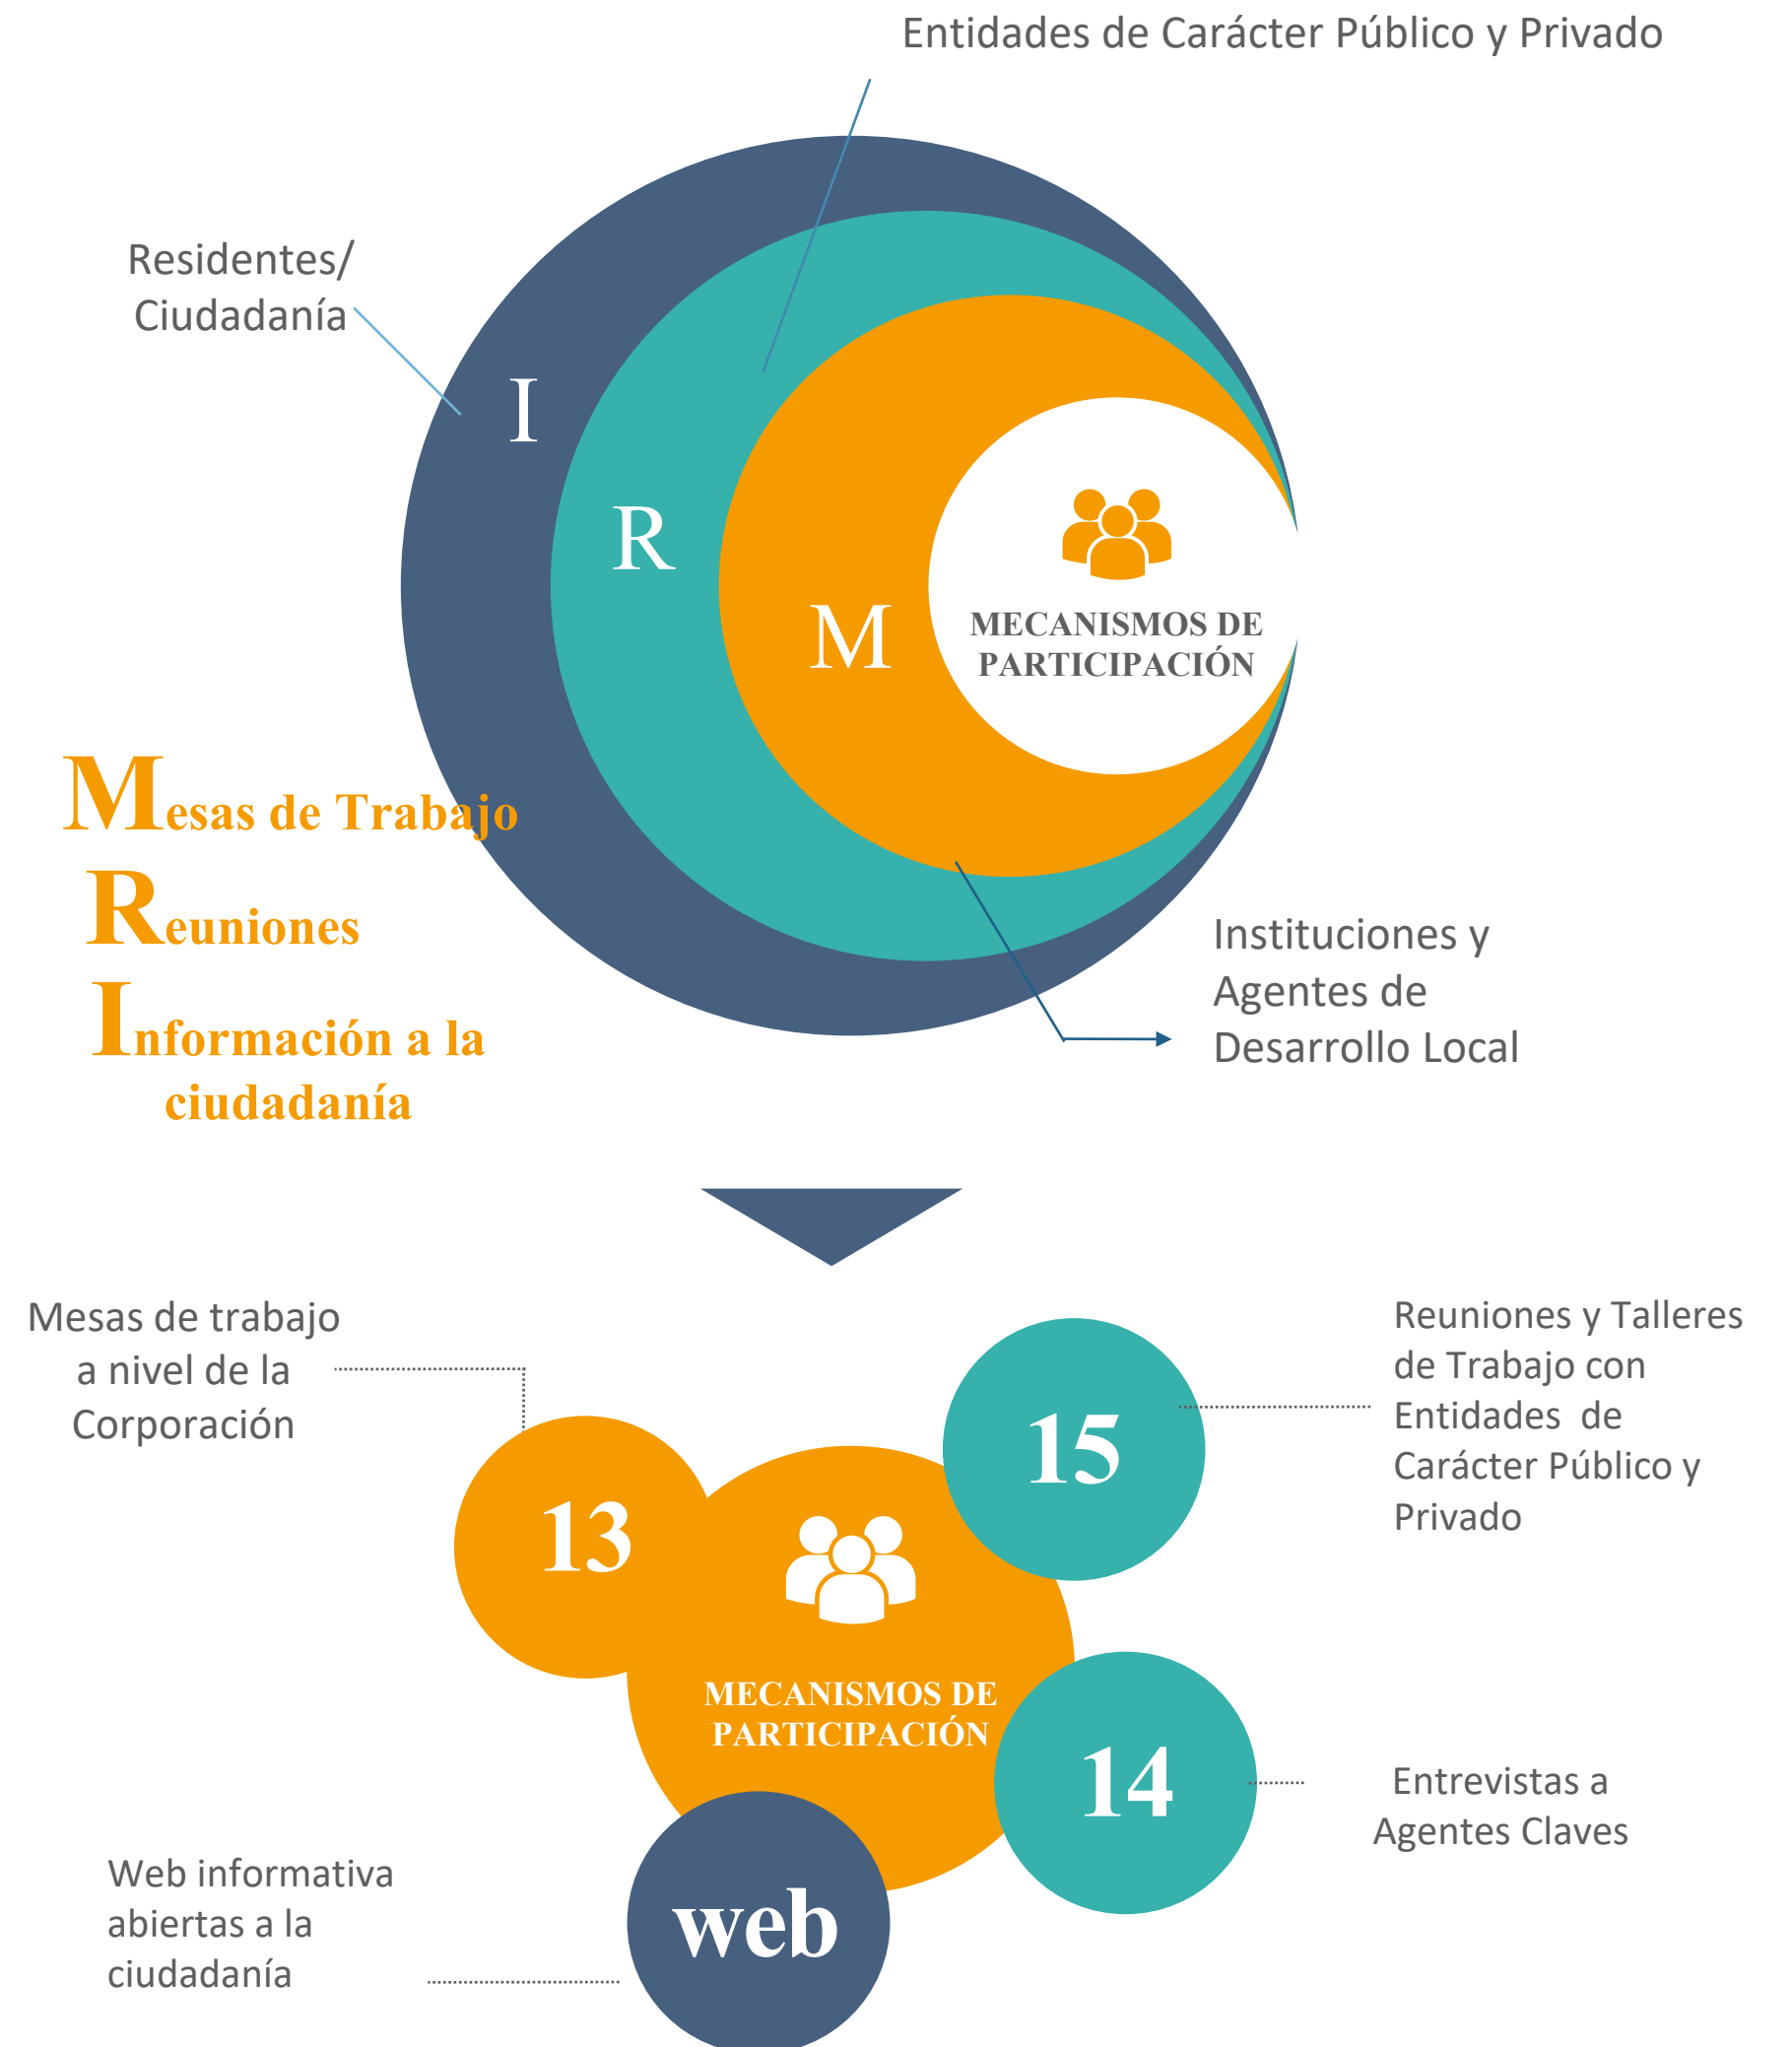 Entidades de Carácter Público y Privado
Residentes/
Ciudadanía
I
R
M
MECANISMOS DE
PARTICIPACIÓN
Mesas de Trabajo
Reuniones
Información a la
ciudadanía
Instituciones y
Agentes de
Desarrollo Local
Mesas de trabajo
a nivel de la
Corporación
13
15
Reuniones y Talleres
de Trabajo con
Entidades de
Carácter Público y
Privado
MECANISMOS DE
PARTICIPACIÓN
14
Entrevistas a
Agentes Claves
Web informativa
abiertas a la
ciudadanía
web